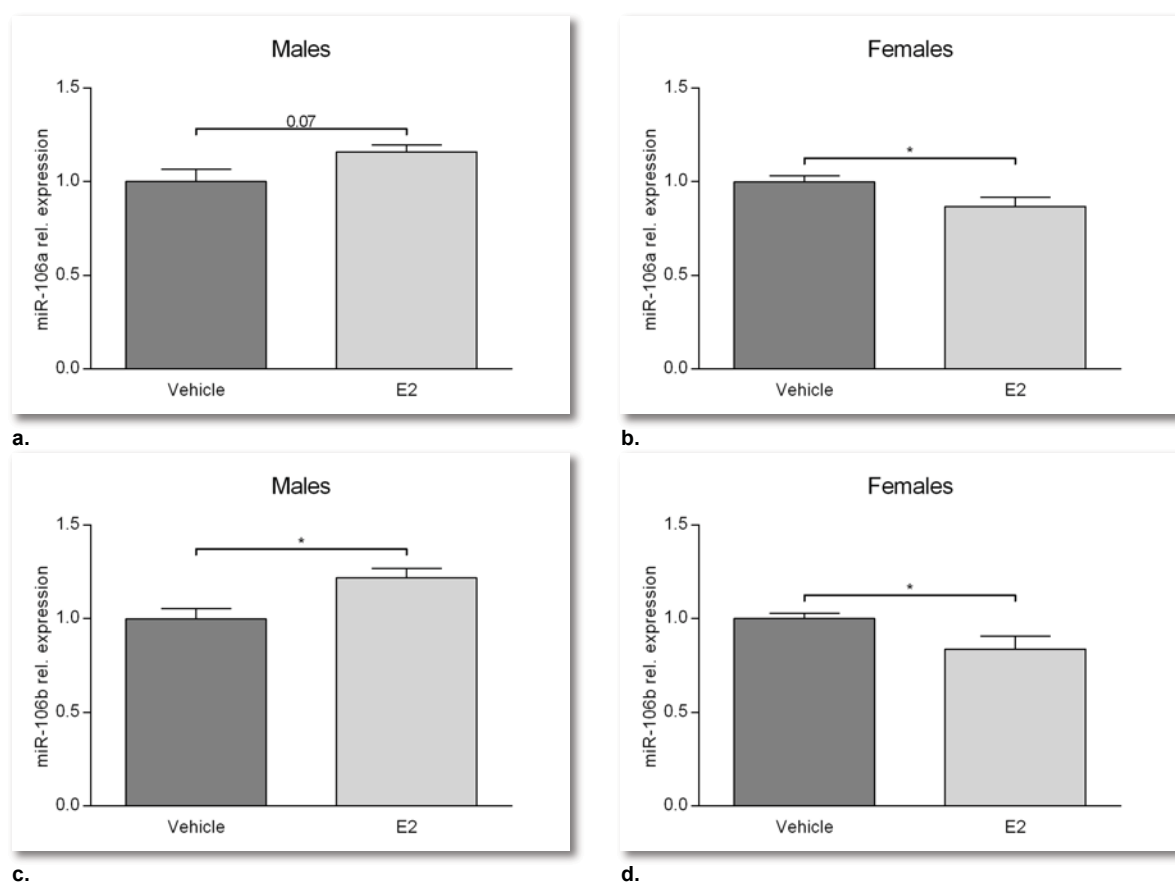 Males
1.5
1.0
0.5
0.0
miR-106a rel. expression
0.07
Vehicle
E2
a.
Females
1.5
1.0
0.5
0.0
miR-106a rel. expression
*
Vehicle
E2
b.
Males
1.5
1.0
0.5
0.0
miR-106b rel. expression
*
Vehicle
E2
c.
Females
1.5
1.0
0.5
0.0
miR-106b rel. expression
*
Vehicle
E2
d.